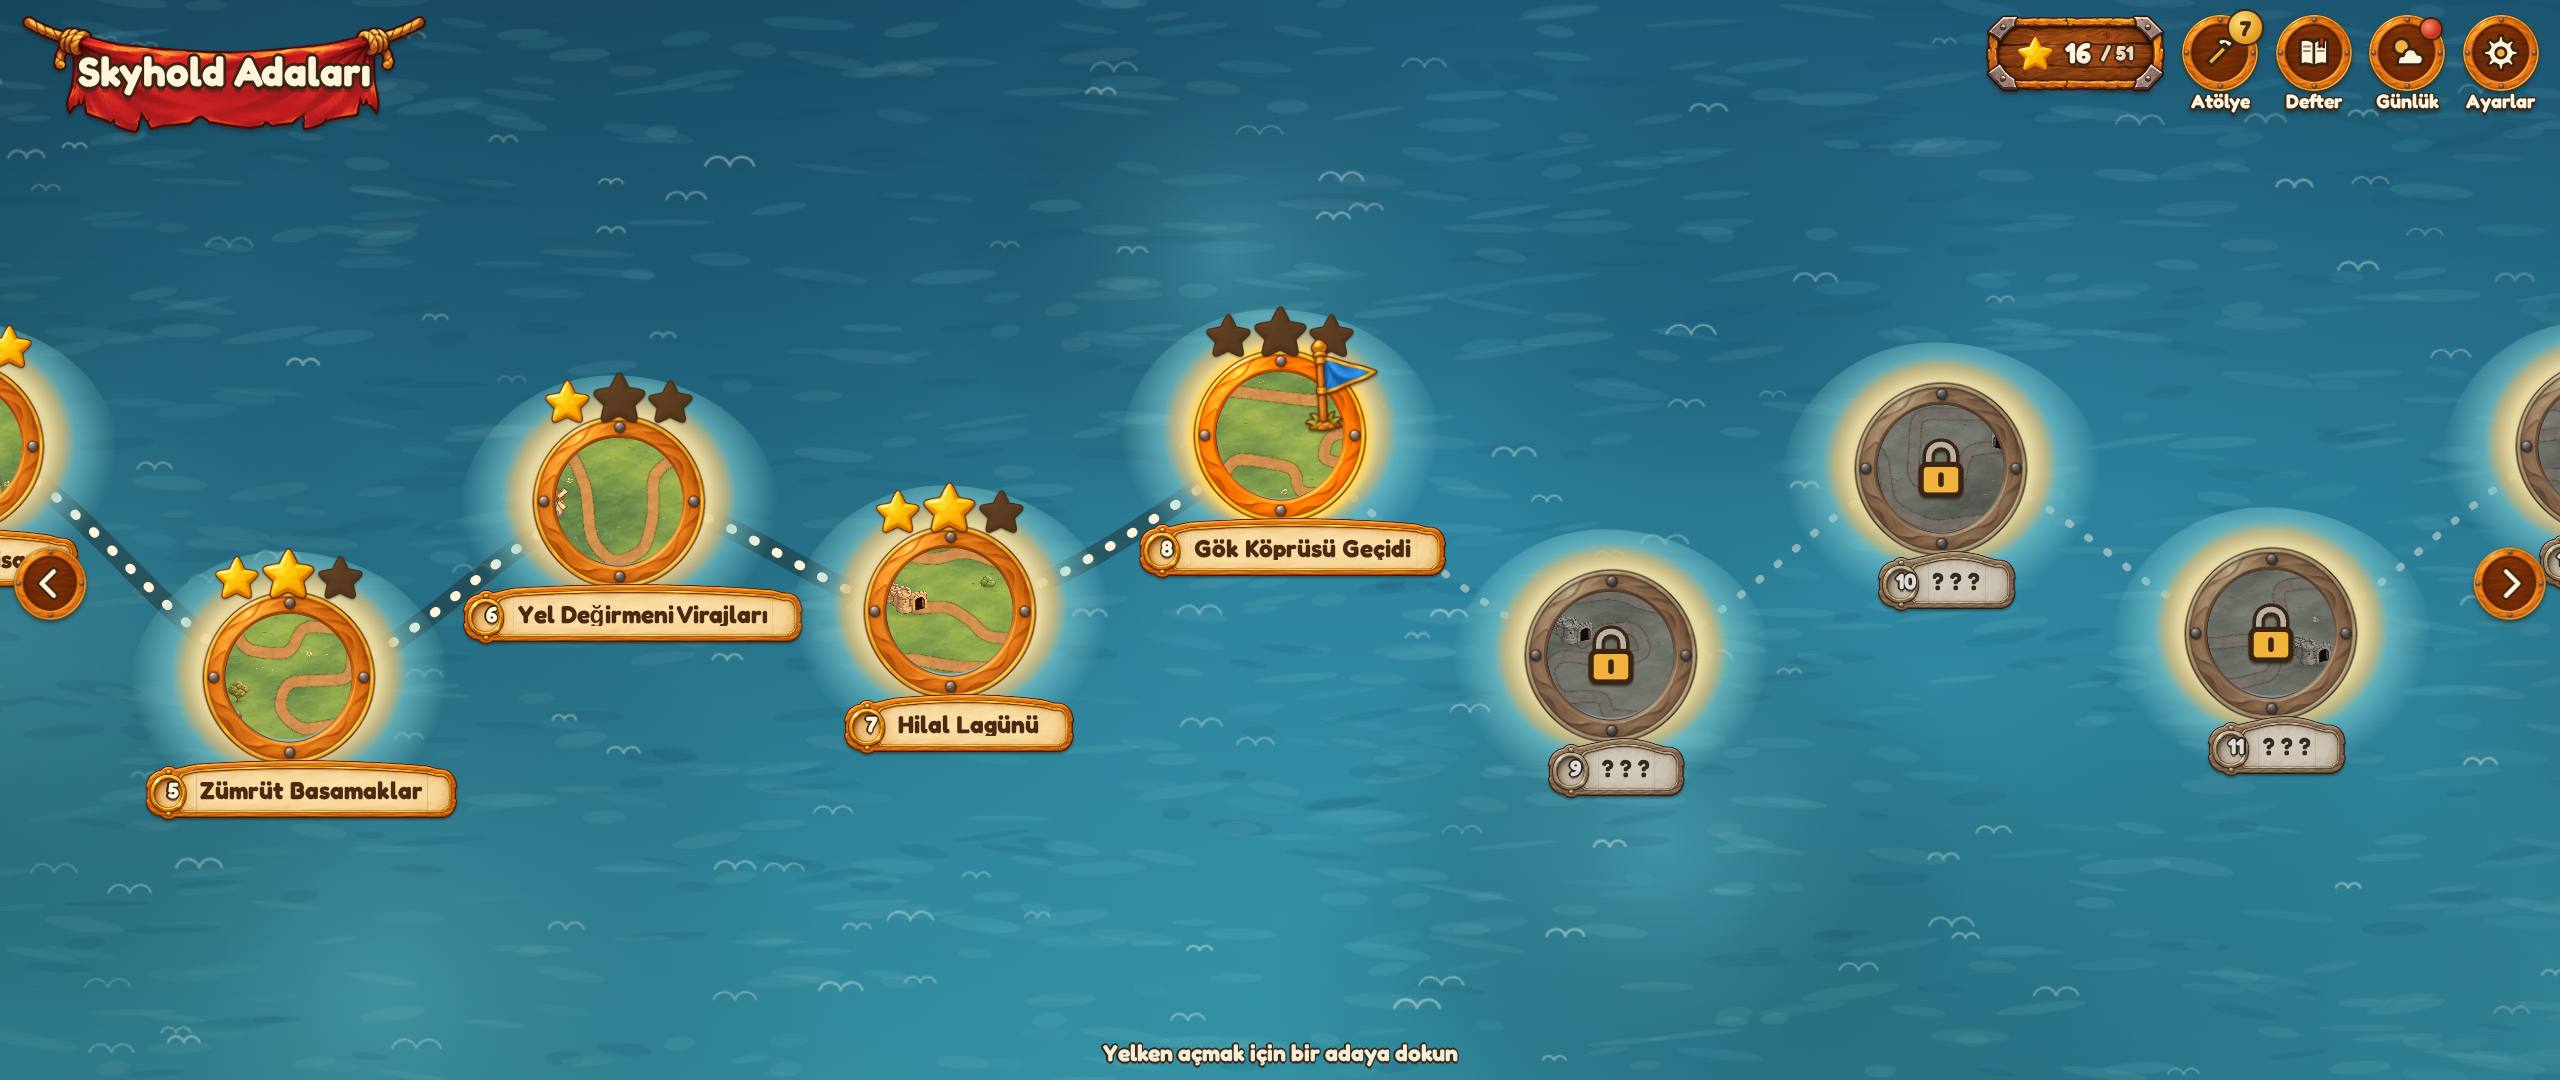 Skyhold Adaları
16 / 51
7
Atölye
Defter
Günlük
Ayarlar
8 Gök Köprüsü Geçidi
6 Yel Değirmeni Virajları
7 Hilal Lagünü
5 Zümrüt Basamaklar
10 ???
11 ???
9 ???
Yelken açmak için bir adaya dokun